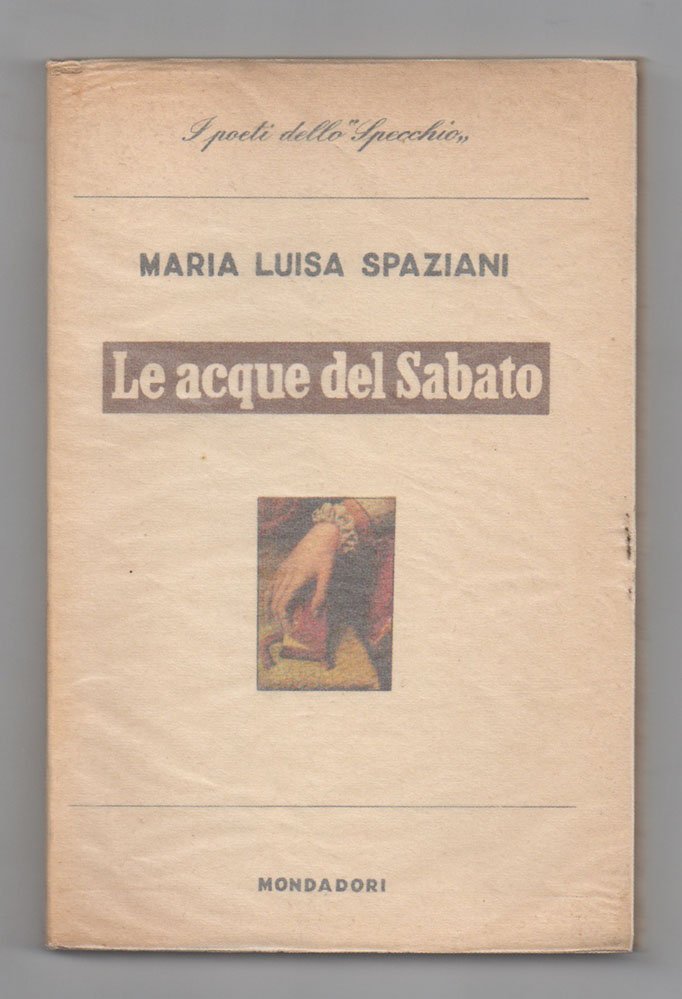 I poeti dello "Specchio„
MARIA LUISA SPAZIANI
Le acque del Sabato
MONDADORI